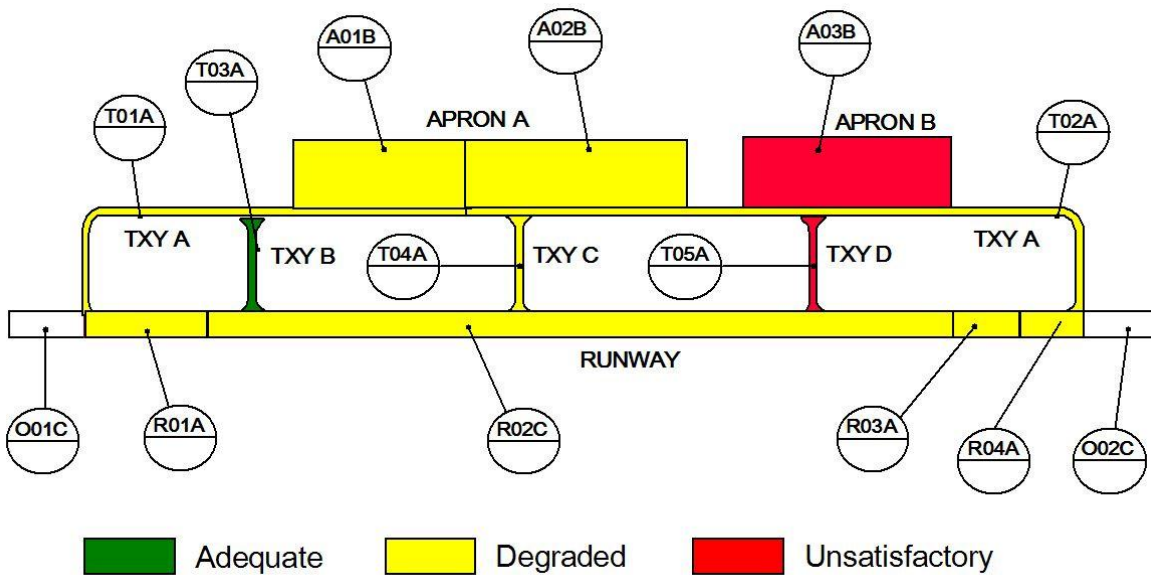 A01B
A02B
A03B
T03A
T01A
APRON A
APRON B
T02A
TXY A
TXY B
T04A
TXY C
T05A
TXY D
TXY A
RUNWAY
O01C
R01A
R02C
R03A
R04A
O02C
Adequate
Degraded
Unsatisfactory